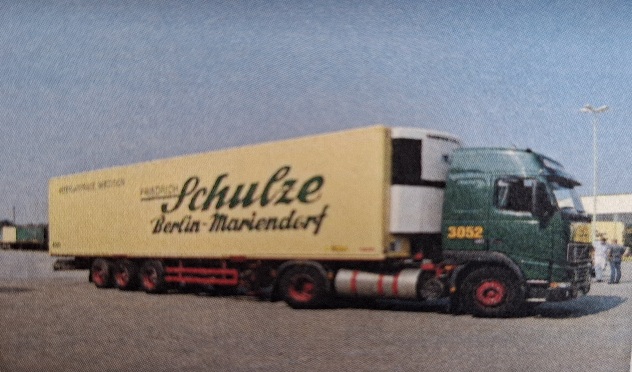 FRIEDRICH
Schulze
Berlin-Mariendorf
3052